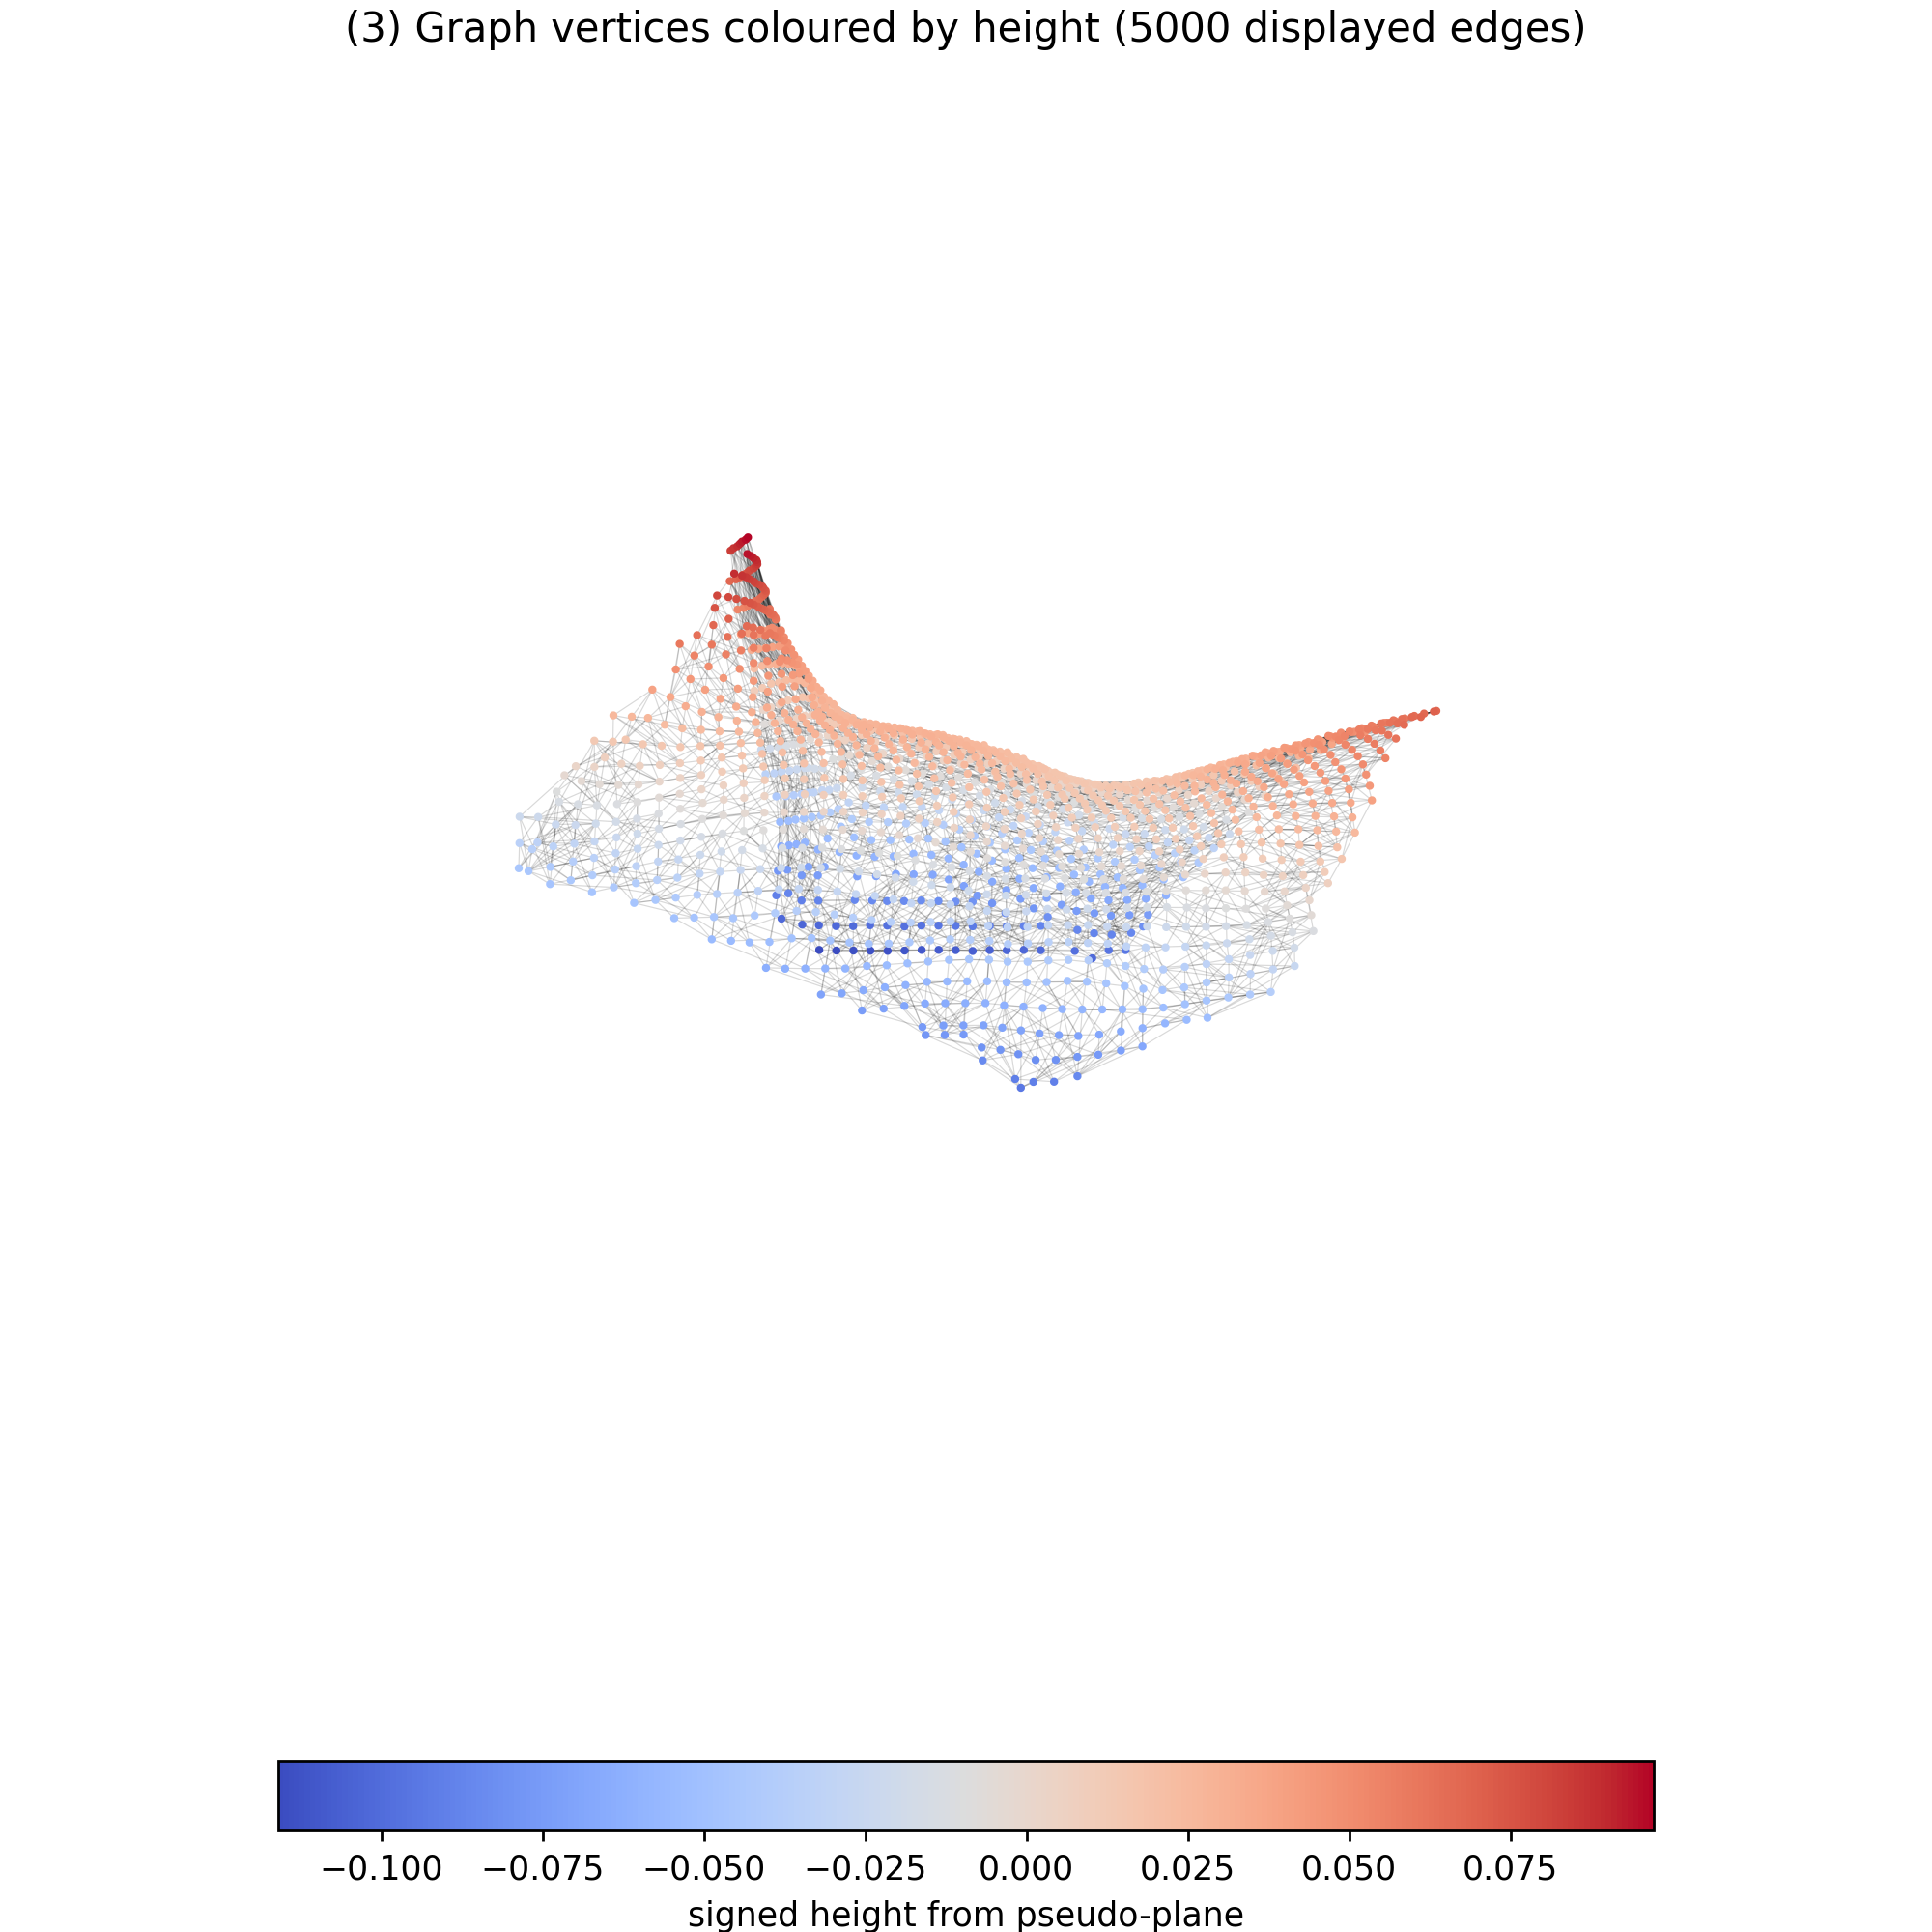 (3) Graph vertices coloured by height (5000 displayed edges)
−0.100 −0.075 −0.050 −0.025 0.000 0.025 0.050 0.075
signed height from pseudo-plane